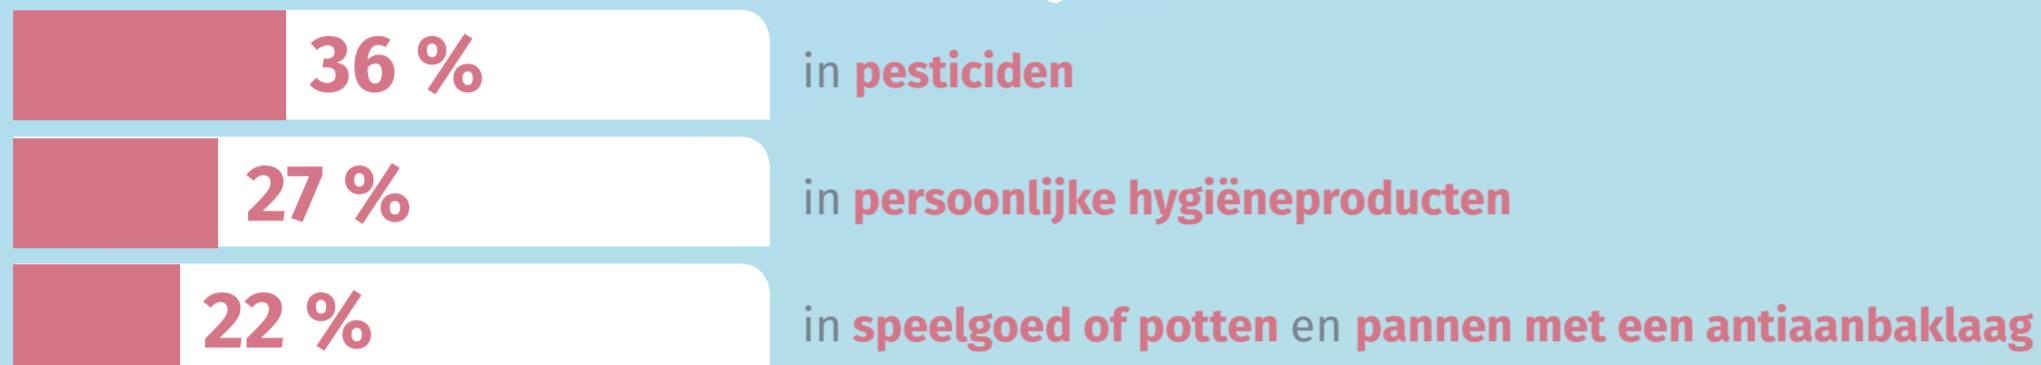 36 % in pesticiden
27 % in persoonlijke hygiëneproducten
22 % in speelgoed of potten en pannen met een antiaanbaklaag